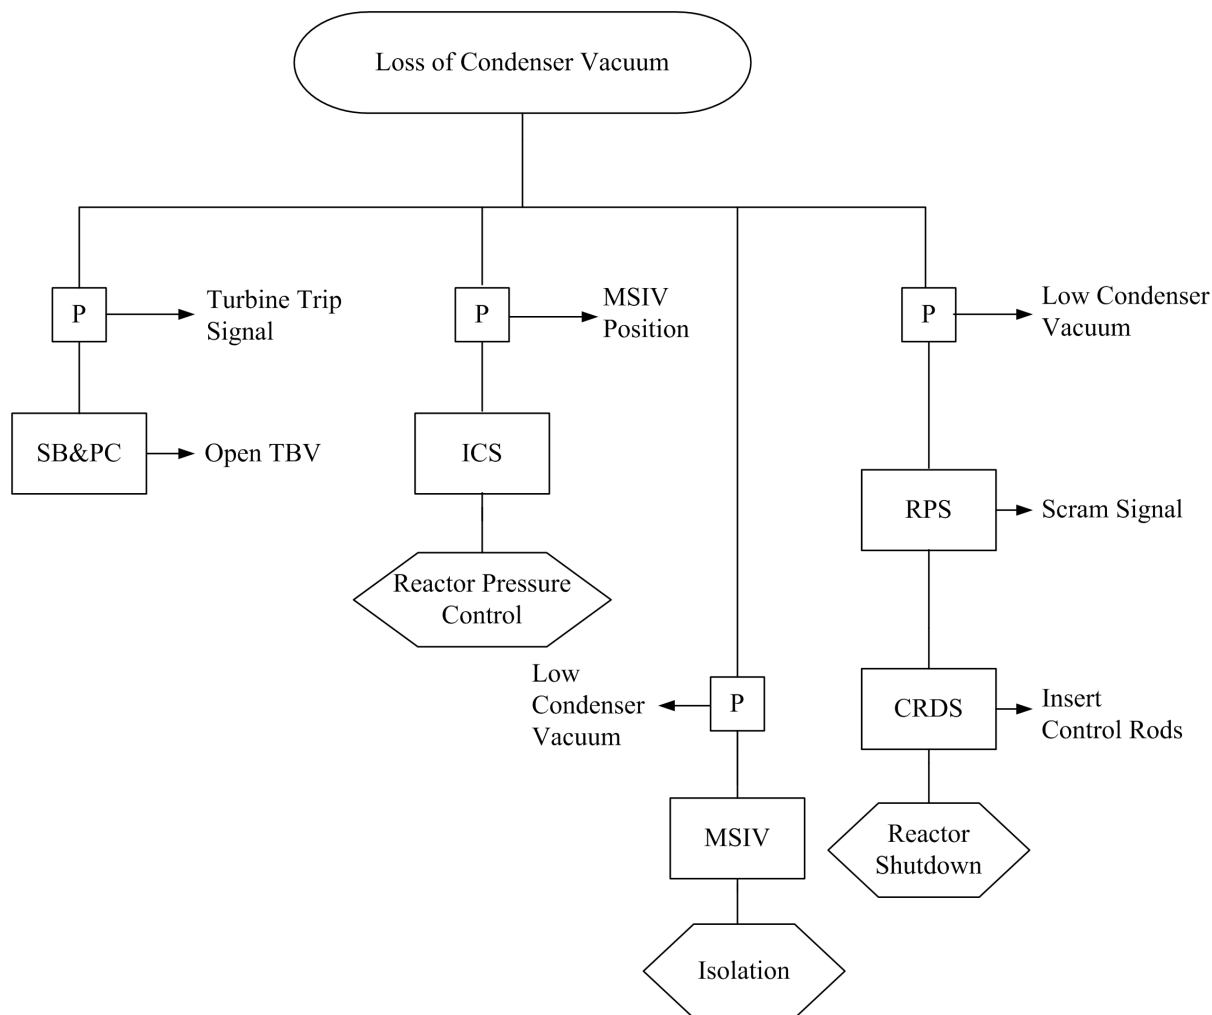 Loss of Condenser Vacuum
P
Turbine Trip
Signal
SB&PC
Open TBV
P
MSIV
Position
ICS
Reactor Pressure
Control
Low
Condenser
Vacuum
P
MSIV
Isolation
P
Low Condenser
Vacuum
RPS
Scram Signal
CRDS
Insert
Control Rods
Reactor
Shutdown